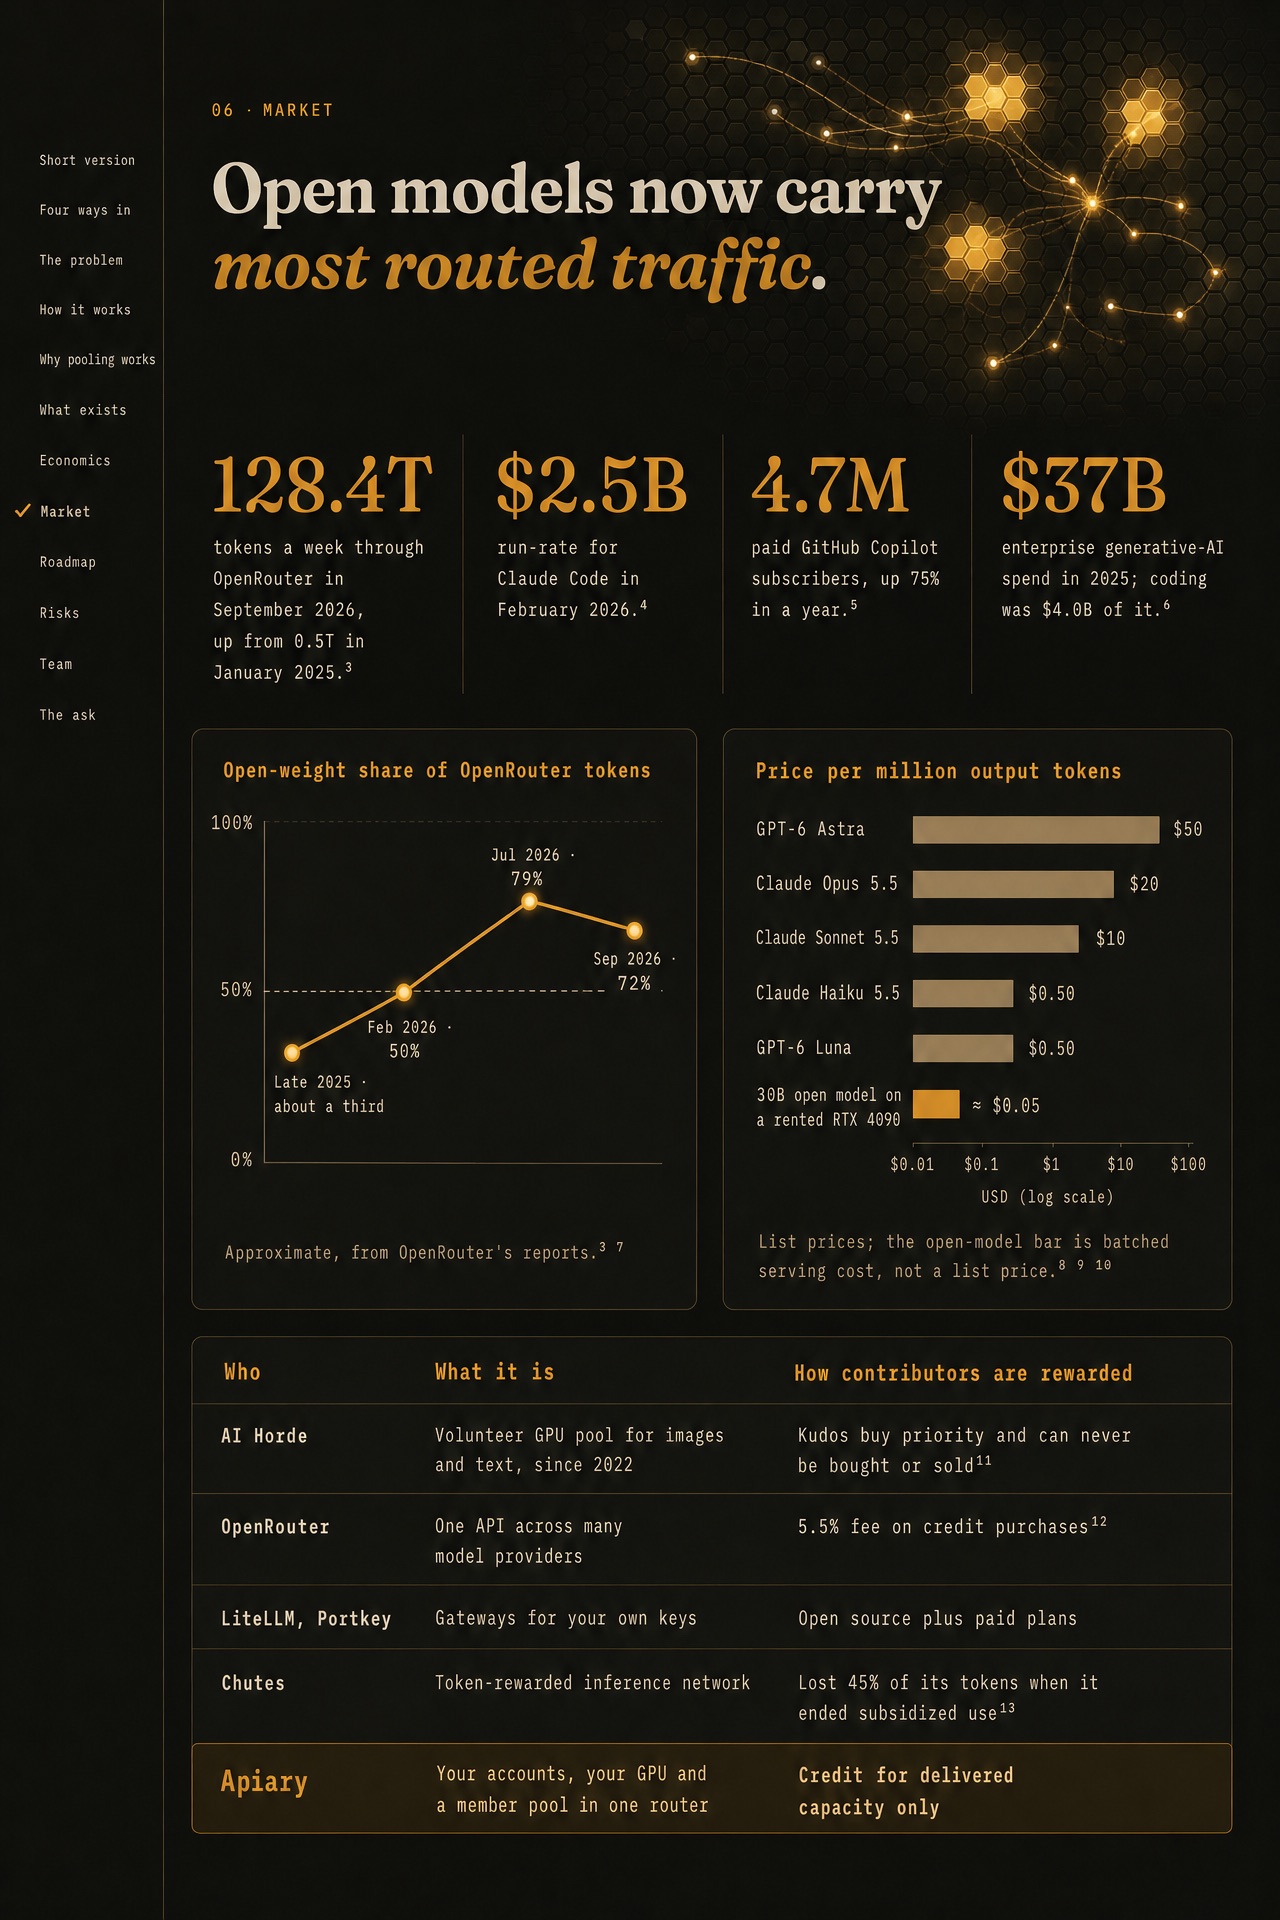 Short version
Four ways in
The problem
How it works
Why pooling works
What exists
Economics
Market
Roadmap
Risks
Team
The ask
06 · MARKET
Open models now carry
most routed traffic.
128.4T
tokens a week through
OpenRouter in
September 2026,
up from 0.5T in
January 2025.3
$2.5B
run-rate for
Claude Code in
February 2026.4
4.7M
paid GitHub Copilot
subscribers, up 75%
in a year.5
$37B
enterprise generative-AI
spend in 2025; coding
was $4.0B of it.6
Open-weight share of OpenRouter tokens
100%
50%
0%
Late 2025 ·
about a third
Feb 2026 ·
50%
Jul 2026 ·
79%
Sep 2026 ·
72%
Approximate, from OpenRouter's reports.3 7
Price per million output tokens
GPT-6 Astra $50
Claude Opus 5.5 $20
Claude Sonnet 5.5 $10
Claude Haiku 5.5 $0.50
GPT-6 Luna $0.50
30B open model on
a rented RTX 4090
≈ $0.05
$0.01 $0.1 $1 $10 $100
USD (log scale)
List prices; the open-model bar is batched
serving cost, not a list price.8 9 10
Who What it is How contributors are rewarded
AI Horde
Volunteer GPU pool for images
and text, since 2022
Kudos buy priority and can never
be bought or sold11
OpenRouter
One API across many
model providers
5.5% fee on credit purchases12
LiteLLM, Portkey
Gateways for your own keys
Open source plus paid plans
Chutes
Token-rewarded inference network
Lost 45% of its tokens when it
ended subsidized use13
Apiary
Your accounts, your GPU and
a member pool in one router
Credit for delivered
capacity only